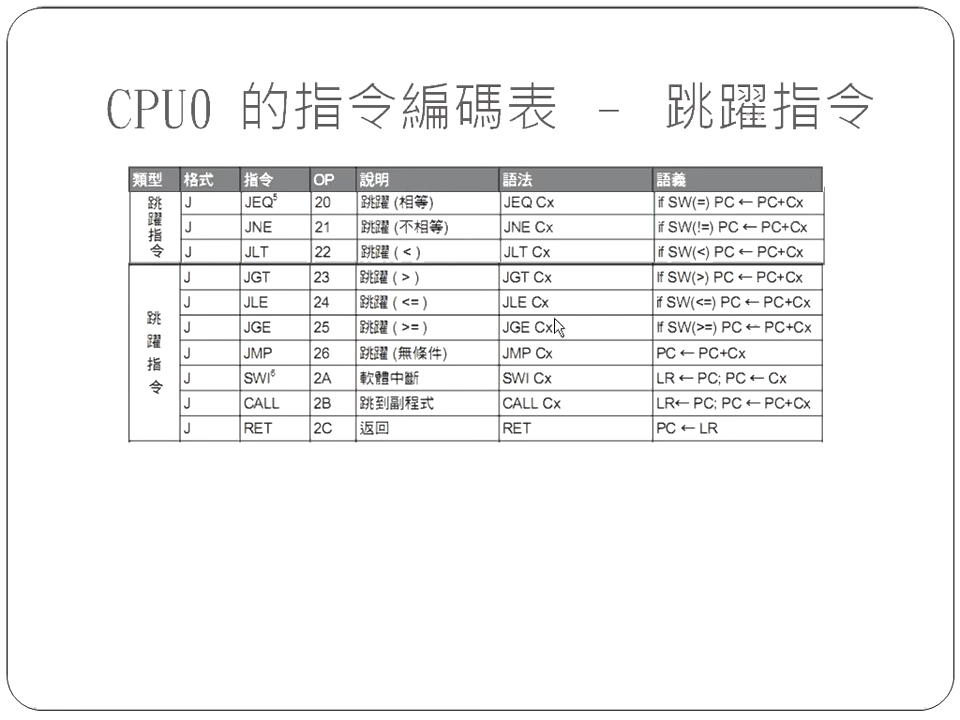 CPU0 的指令編碼表 – 跳躍指令
類型 格式 指令 OP 說明 語法 語義
跳躍指令
J JEQ5 20 跳躍 (相等) JEQ Cx if SW(=) PC ← PC+Cx
J JNE 21 跳躍 (不相等) JNE Cx if SW(!=) PC ← PC+Cx
J JLT 22 跳躍 ( < ) JLT Cx if SW(<) PC ← PC+Cx
跳躍指令
J JGT 23 跳躍 ( > ) JGT Cx If SW(>) PC ← PC+Cx
J JLE 24 跳躍 ( <= ) JLE Cx if SW(<=) PC ← PC+Cx
J JGE 25 跳躍 ( >= ) JGE Cx If SW(>=) PC ← PC+Cx
J JMP 26 跳躍 (無條件) JMP Cx PC ← PC+Cx
J SWI6 2A 軟體中斷 SWI Cx LR ← PC; PC ← Cx
J CALL 2B 跳到副程式 CALL Cx LR← PC; PC ← PC+Cx
J RET 2C 返回 RET PC ← LR